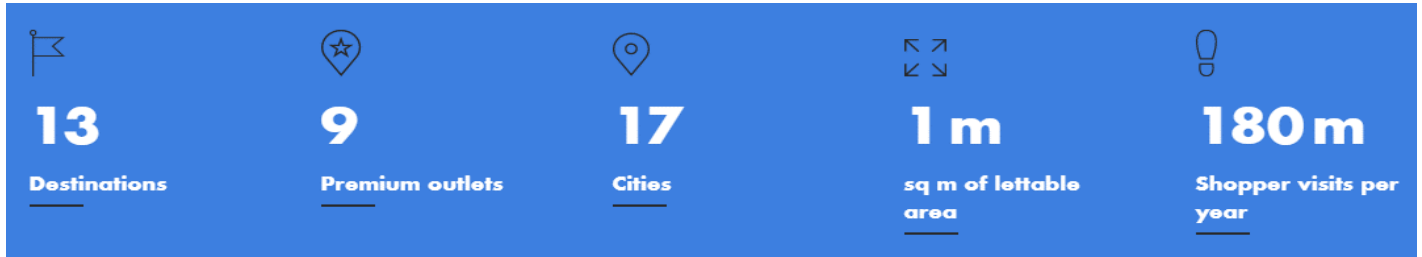 13
Destinations
9
Premium outlets
17
Cities
1 m
sq m of lettable
area
180 m
Shopper visits per
year